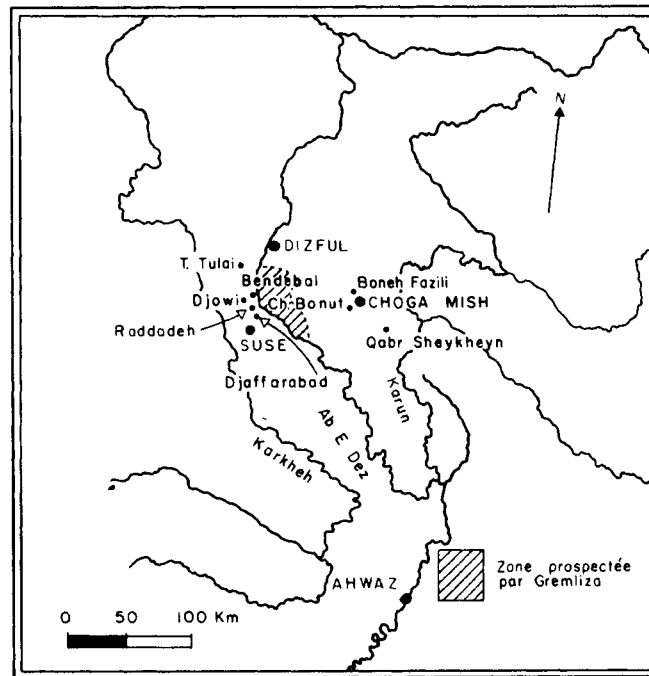 N
DIZFUL
T. Tulai
Bendebal
Boneh Fazili
Djowi
Ch. Bonut
CHOGA MISH
Raddadeh
SUSE
Qabr Sheykheyn
Djaffarabad
Karun
Ab E Dez
Karkheh
Zone prospectée
par Gremliza
AHWAZ
0 50 100 Km